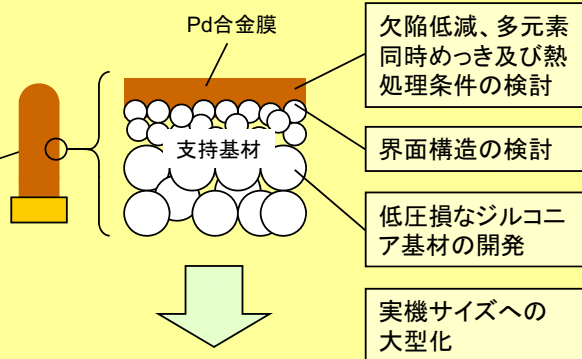 Pd合金膜
支持基材
欠陥低減、多元素
同時めっき及び熱
処理条件の検討
界面構造の検討
低圧損なジルコニ
ア基材の開発
実機サイズへの
大型化